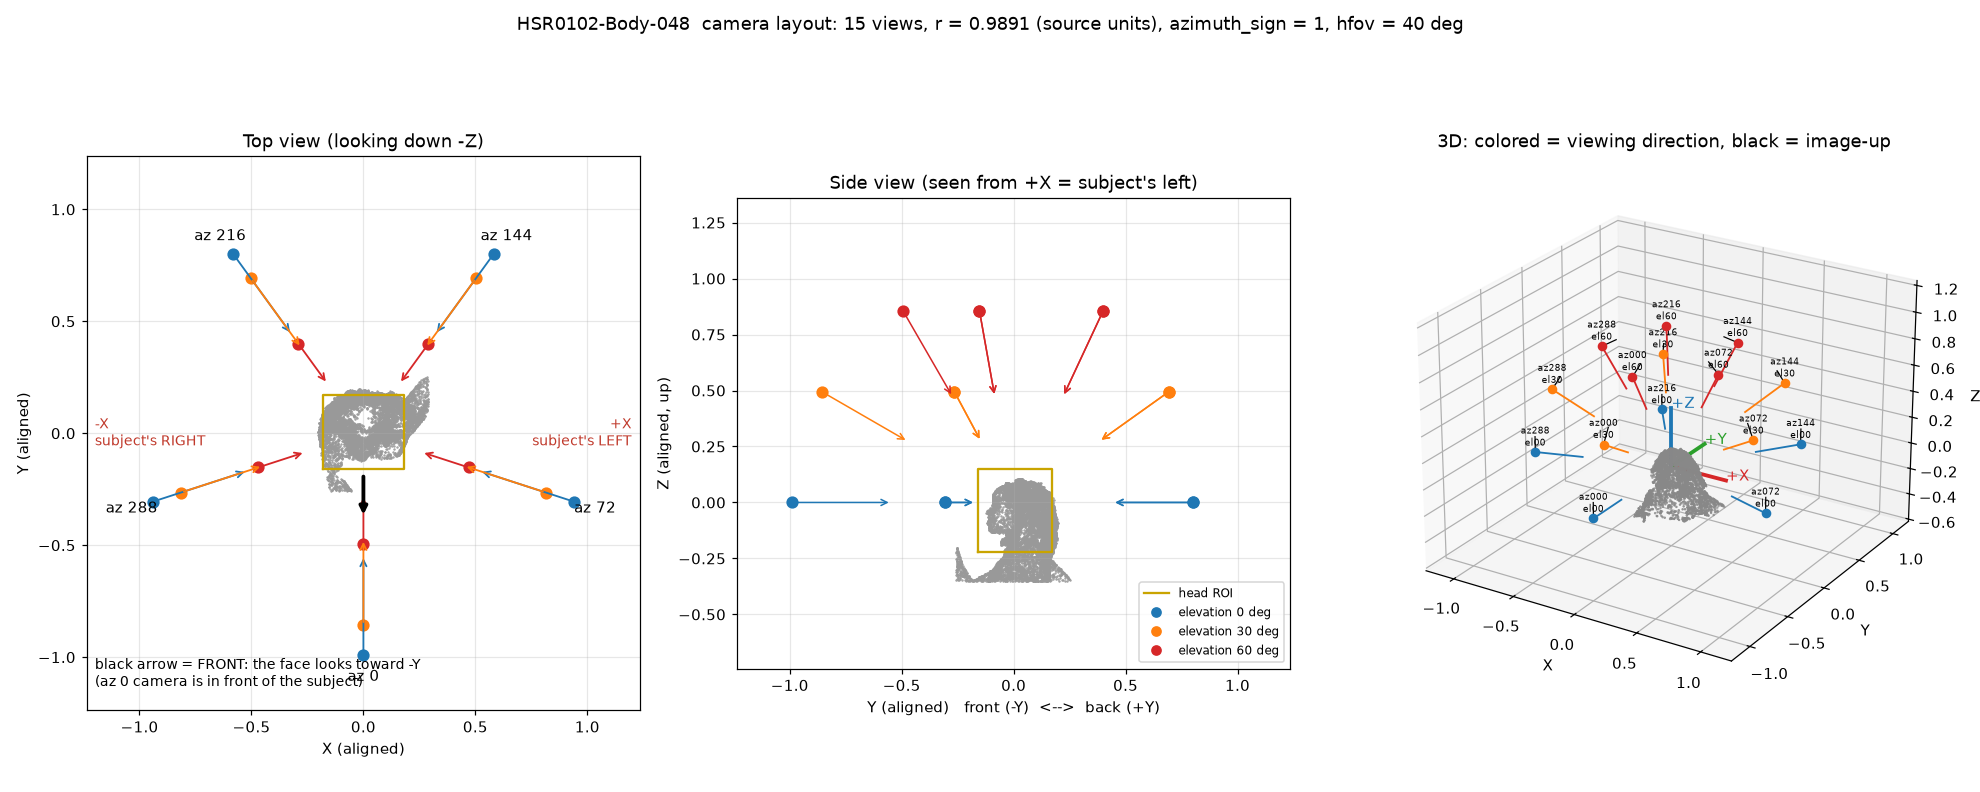 HSR0102-Body-048  camera layout: 15 views, r = 0.9891 (source units), azimuth_sign = 1, hfov = 40 deg
Top view (looking down -Z)
1.0
0.5
0.0
−0.5
−1.0
−1.0
−0.5
0.0
0.5
1.0
X (aligned)
Y (aligned)
az 216
az 144
-X
subject's RIGHT
+X
subject's LEFT
az 288
az 72
black arrow = FRONT: the face looks toward -Y
(az 0 camera is in front of the subject)
az 0
Side view (seen from +X = subject's left)
1.25
1.00
0.75
0.50
0.25
0.00
−0.25
−0.50
−1.0
−0.5
0.0
0.5
1.0
Y (aligned)   front (-Y)  <-->  back (+Y)
Z (aligned, up)
head ROI
elevation 0 deg
elevation 30 deg
elevation 60 deg
3D: colored = viewing direction, black = image-up
az216
el60
az288
el60
az216
el30
az144
el60
az000
el60
az072
el60
az144
el30
az288
el30
az216
el00
+Z
az288
el00
az000
el30
az072
el30
az144
el00
+Y
+X
az000
el00
az072
el00
1.2
1.0
0.8
0.6
0.4
0.2
0.0
−0.2
−0.4
−0.6
Z
1.0
0.5
0.0
−0.5
−1.0
Y
−1.0
−0.5
0.0
0.5
1.0
X